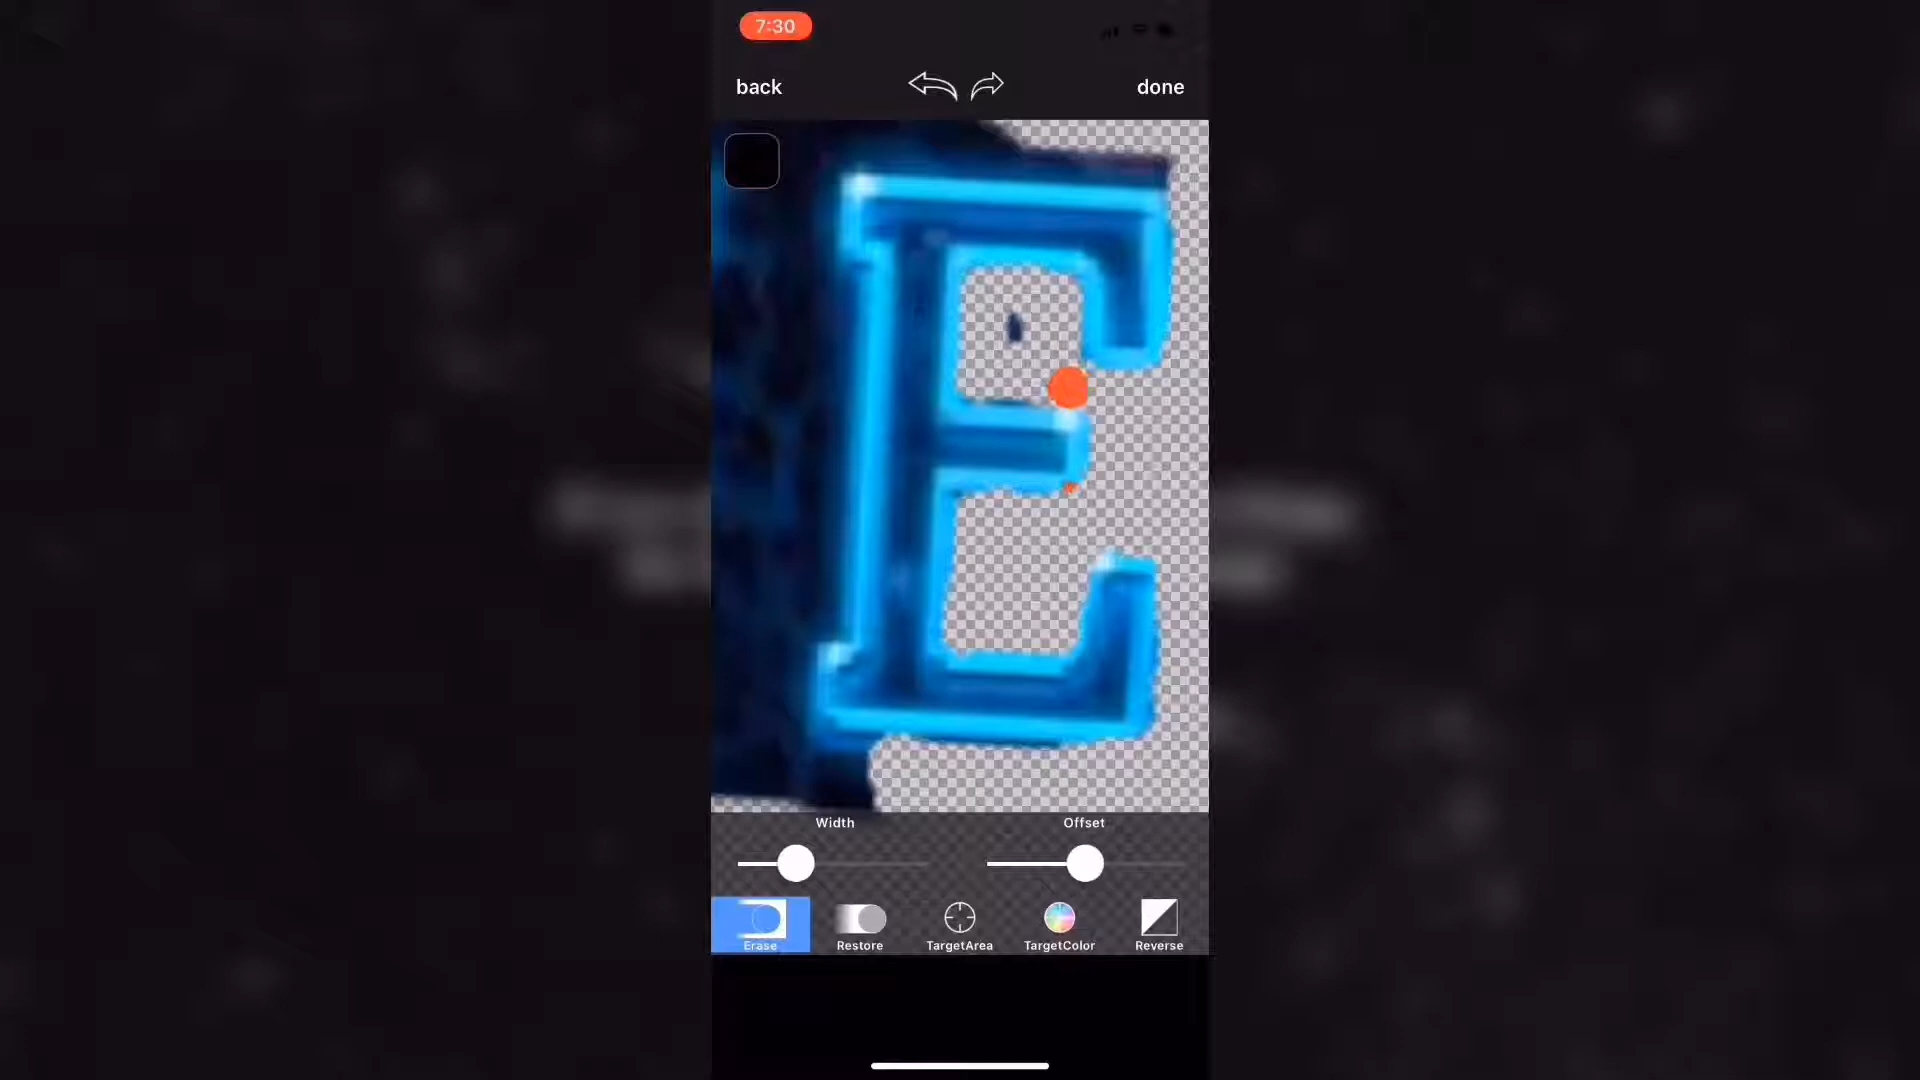 7:30
back
done
E
Width
Offset
Erase
Restore
TargetArea
TargetColor
Reverse